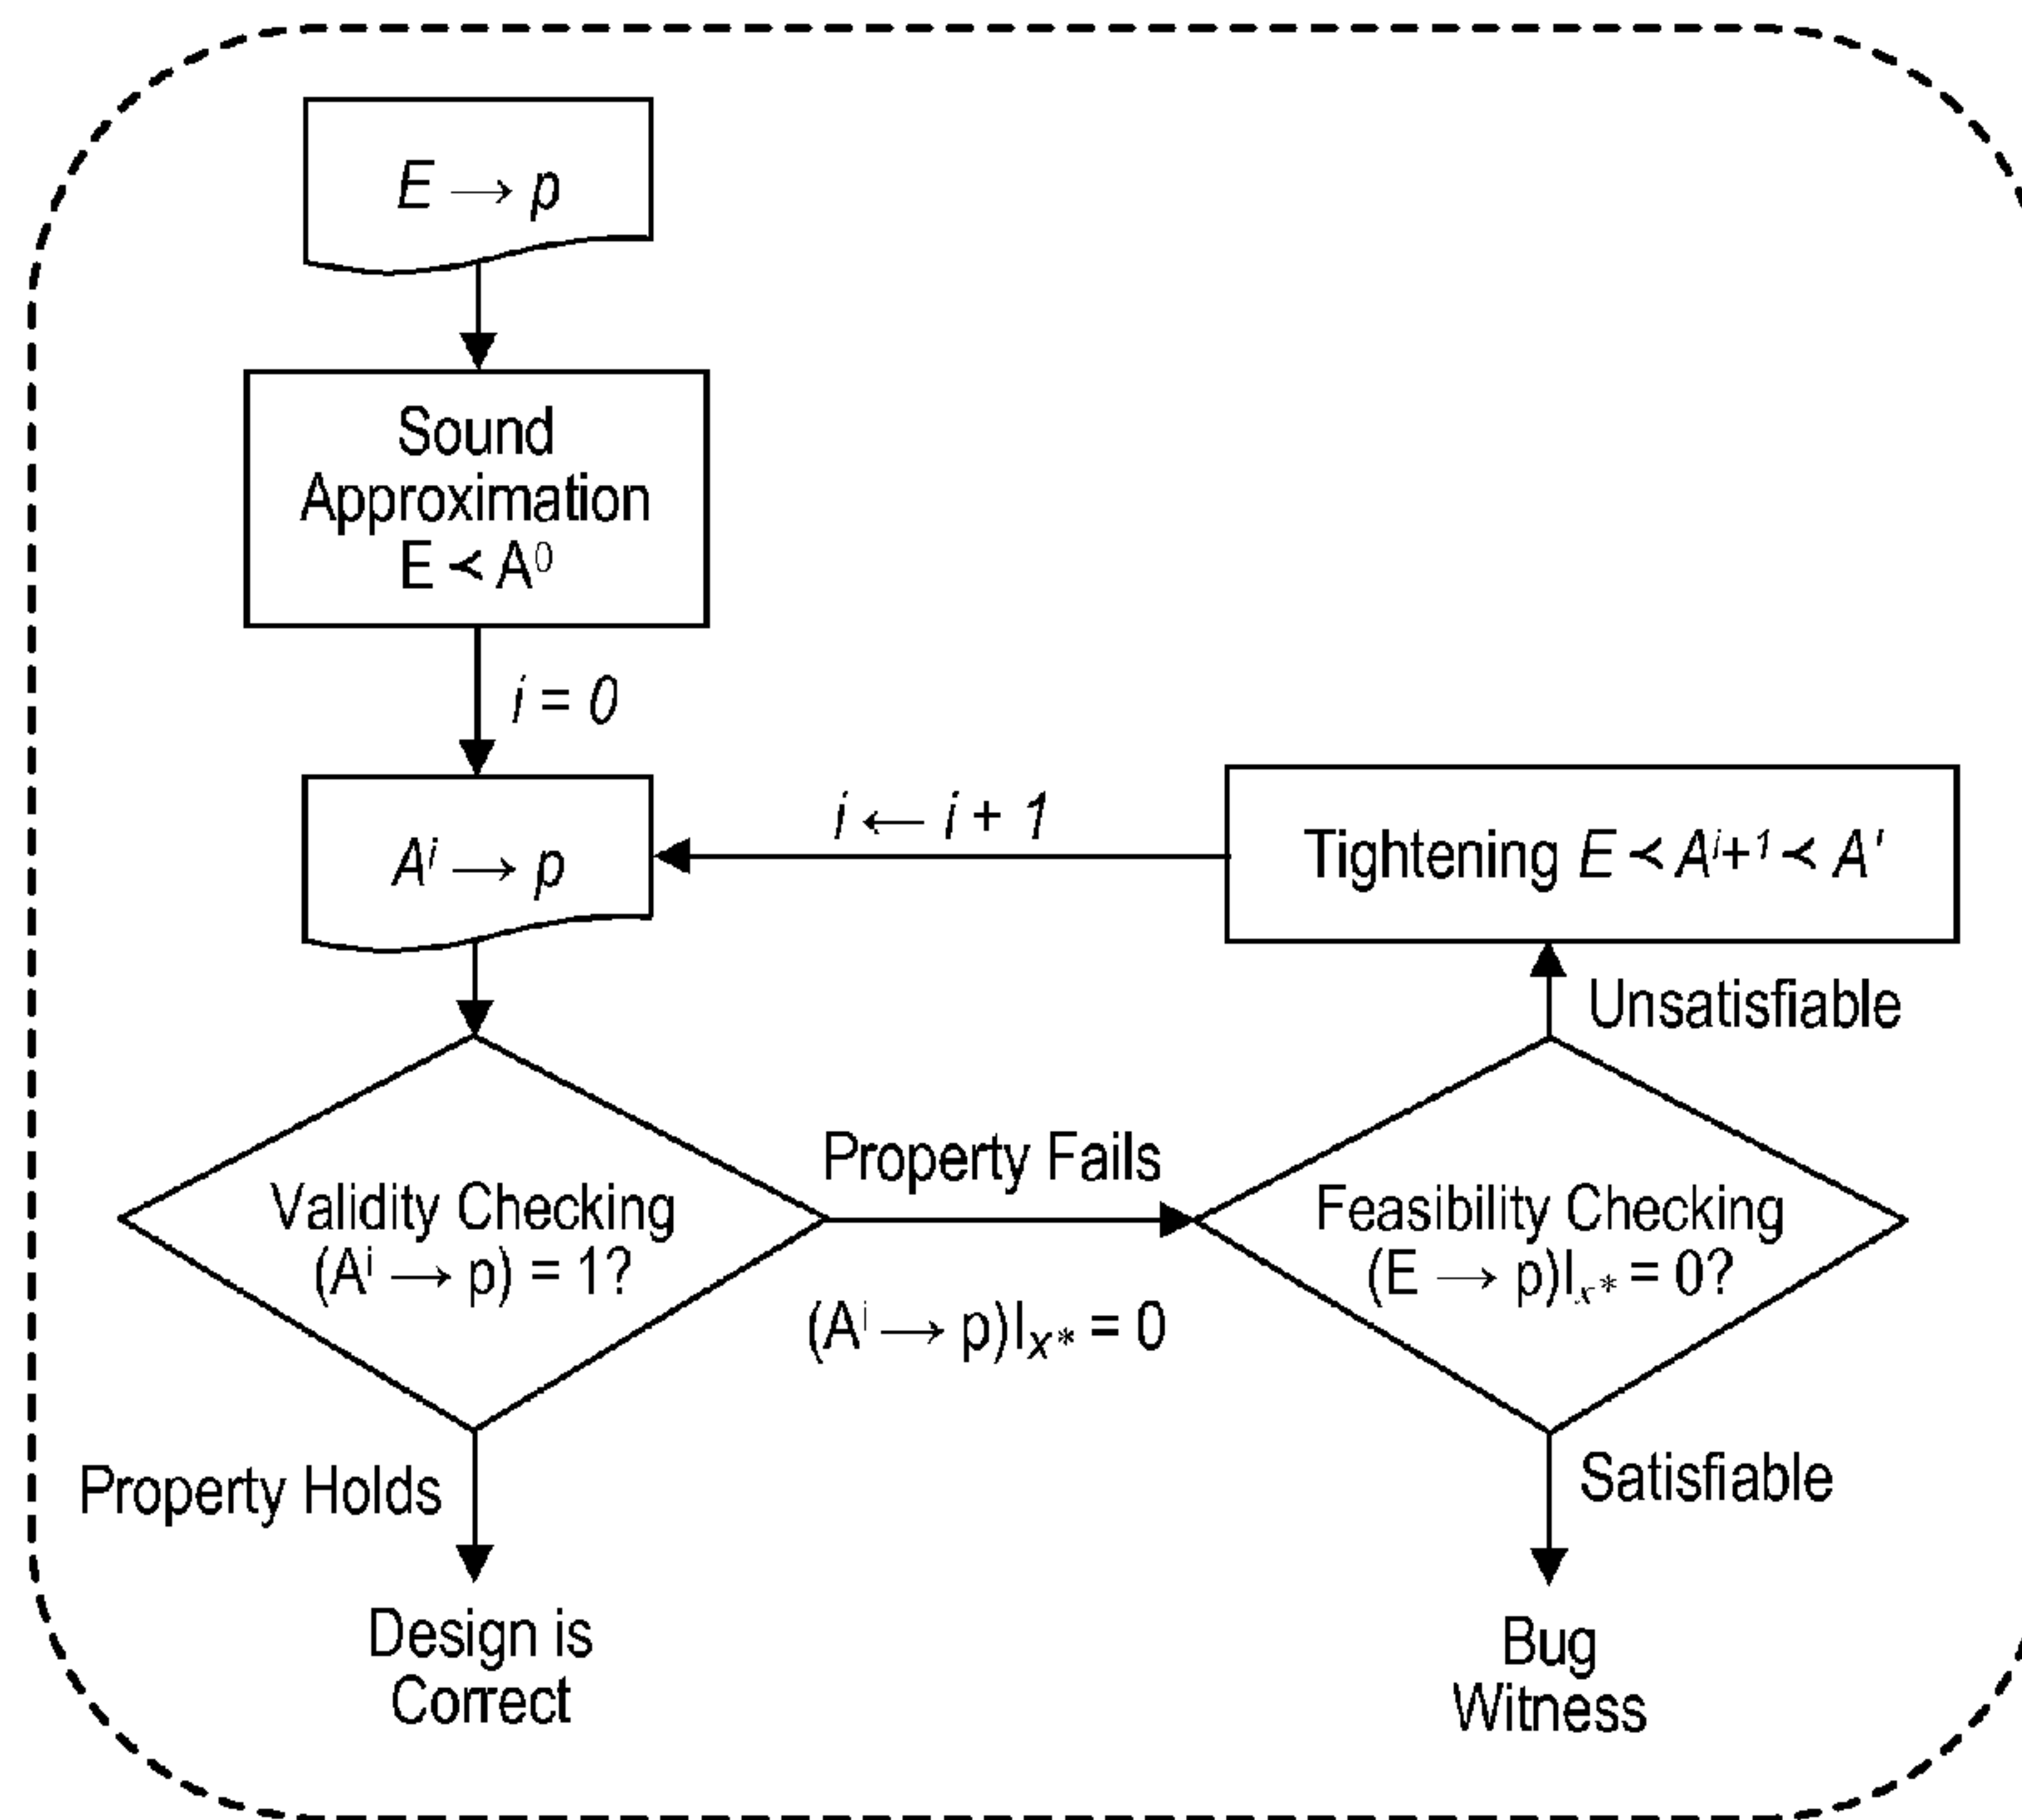 E → p
Sound
Approximation
E ≺ A⁰
i = 0
Aⁱ → p
i ← i + 1
Tightening E ≺ Aⁱ⁺¹ ≺ A'
Unsatisfiable
Validity Checking
(Aⁱ → p) = 1?
Property Fails
(Aⁱ → p)|ₓ* = 0
Feasibility Checking
(E → p)|ₓ* = 0?
Property Holds
Satisfiable
Design is
Correct
Bug
Witness